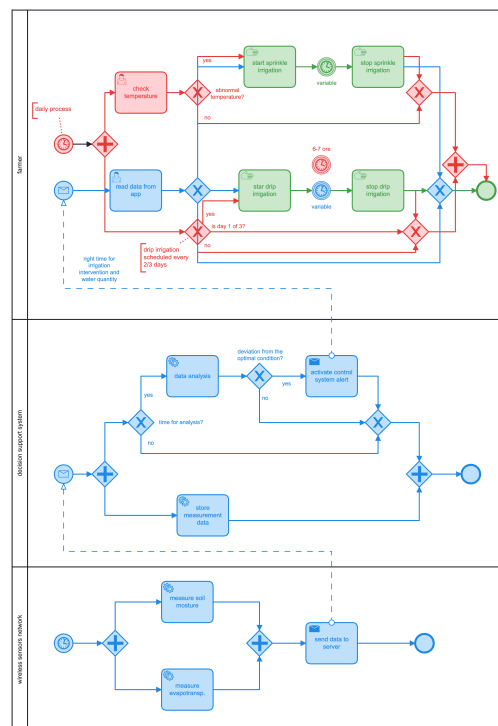 farmer
daily process
check
temperature
yes
abnormal
temperature?
no
start sprinkle
irrigation
variable
stop sprinkle
irrigation
6-7 ore
read data from
app
star drip
irrigation
variable
stop drip
irrigation
yes
is day 1 of 3?
no
drip irrigation
scheduled every
2/3 days
right time for
irrigation
intervention and
water quantity
decision support system
data analysis
deviation from the
optimal condition?
yes
activate control
system alert
no
yes
time for analysis?
no
store
measurement
data
wireless sensors network
measure soil
mosture
send data to
server
measure
evapotransp.